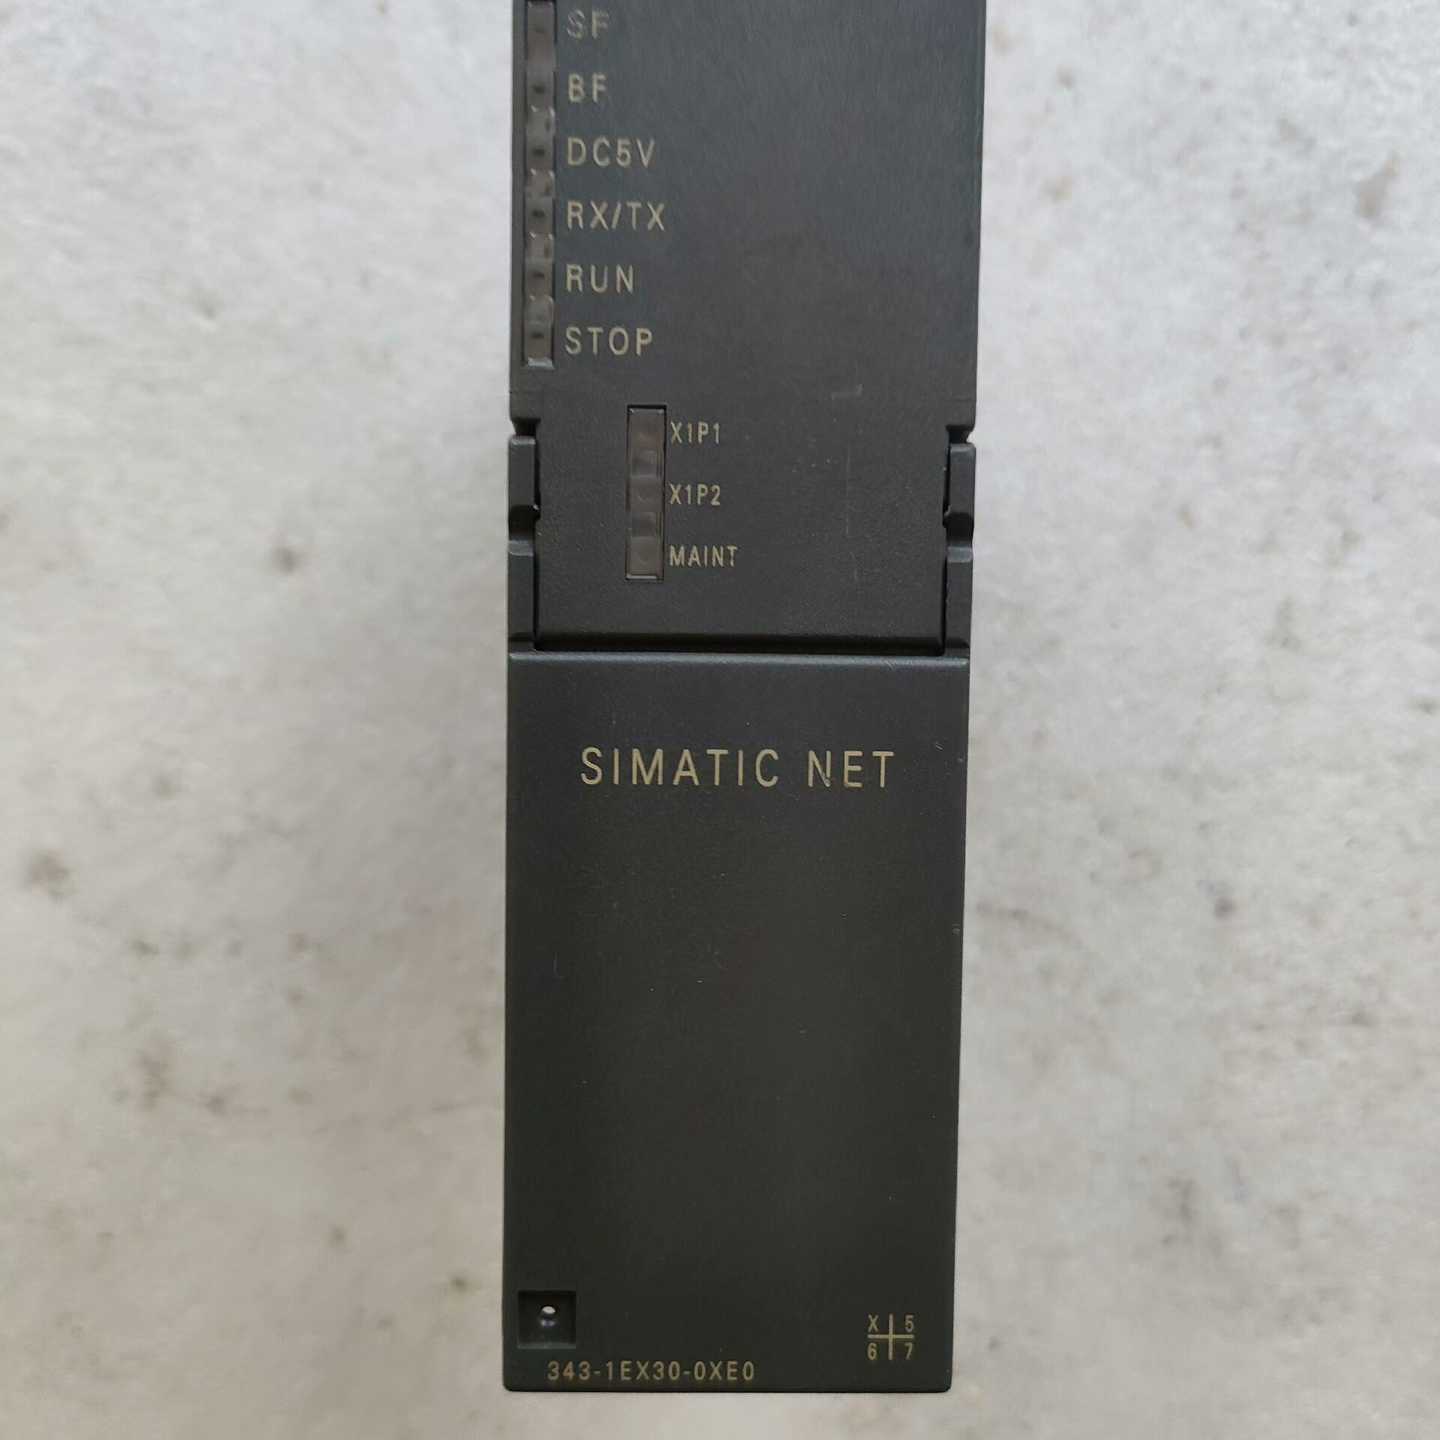 SF
BF
DC5V
RX/TX
RUN
STOP
X1P1
X1P2
MAINT
SIMATIC NET
X 5
6 7
343-1EX30-0XE0